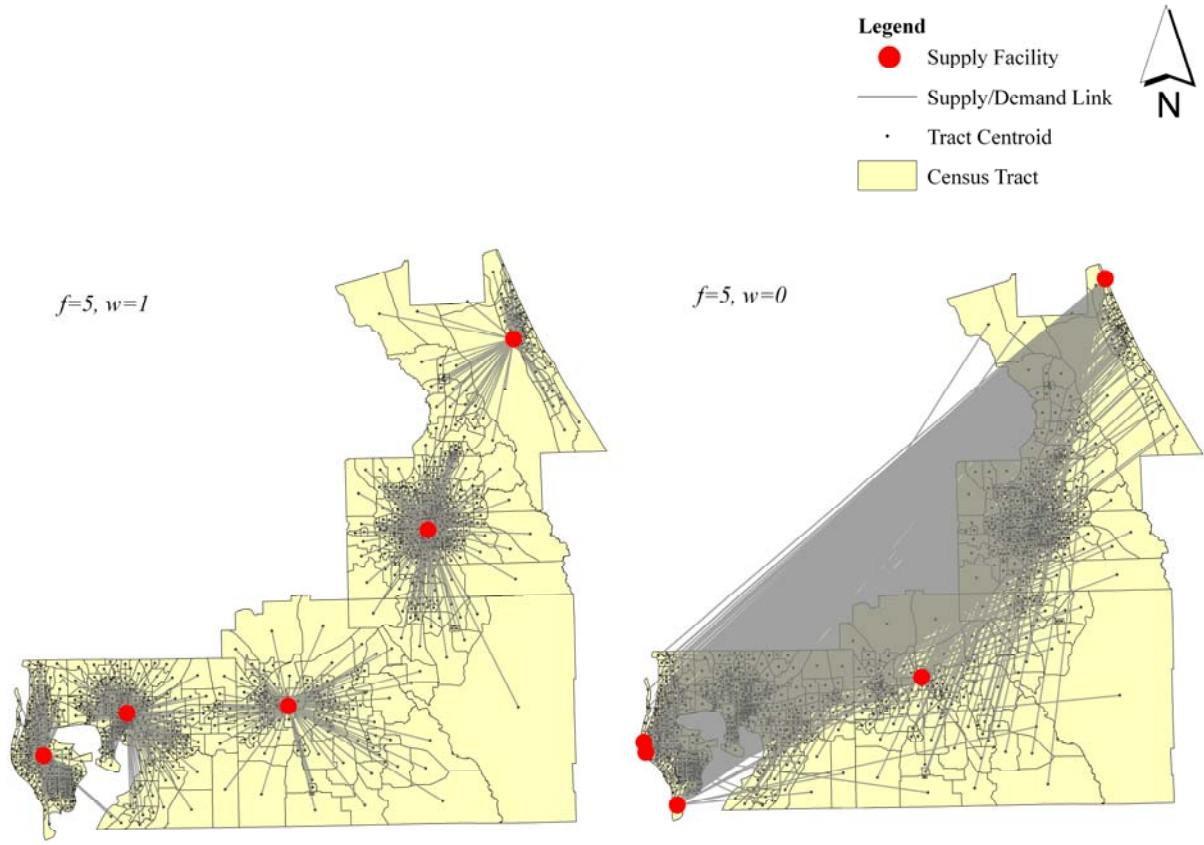 Legend
Supply Facility
Supply/Demand Link
Tract Centroid
Census Tract
N
f=5, w=1
f=5, w=0